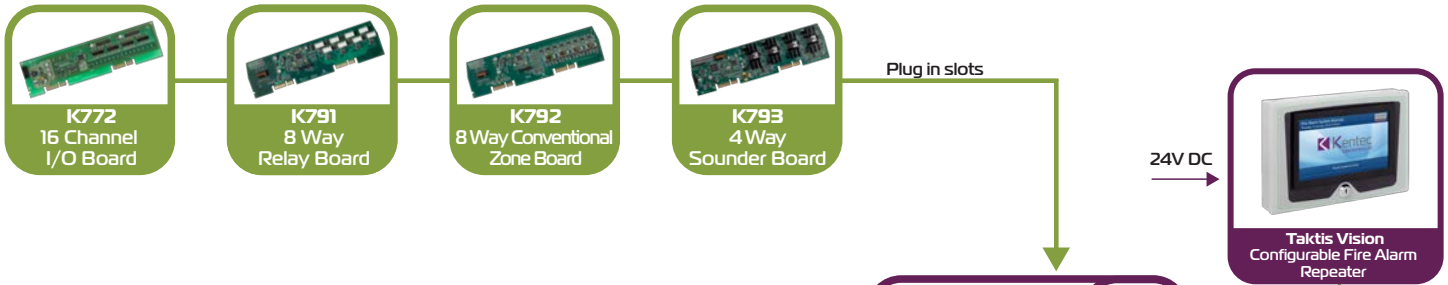 K772
16 Channel
I/O Board
K791
8 Way
Relay Board
K792
8 Way Conventional
Zone Board
K793
4 Way
Sounder Board
Plug in slots
24V DC
Kentec
Taktis Vision
Configurable Fire Alarm
Repeater